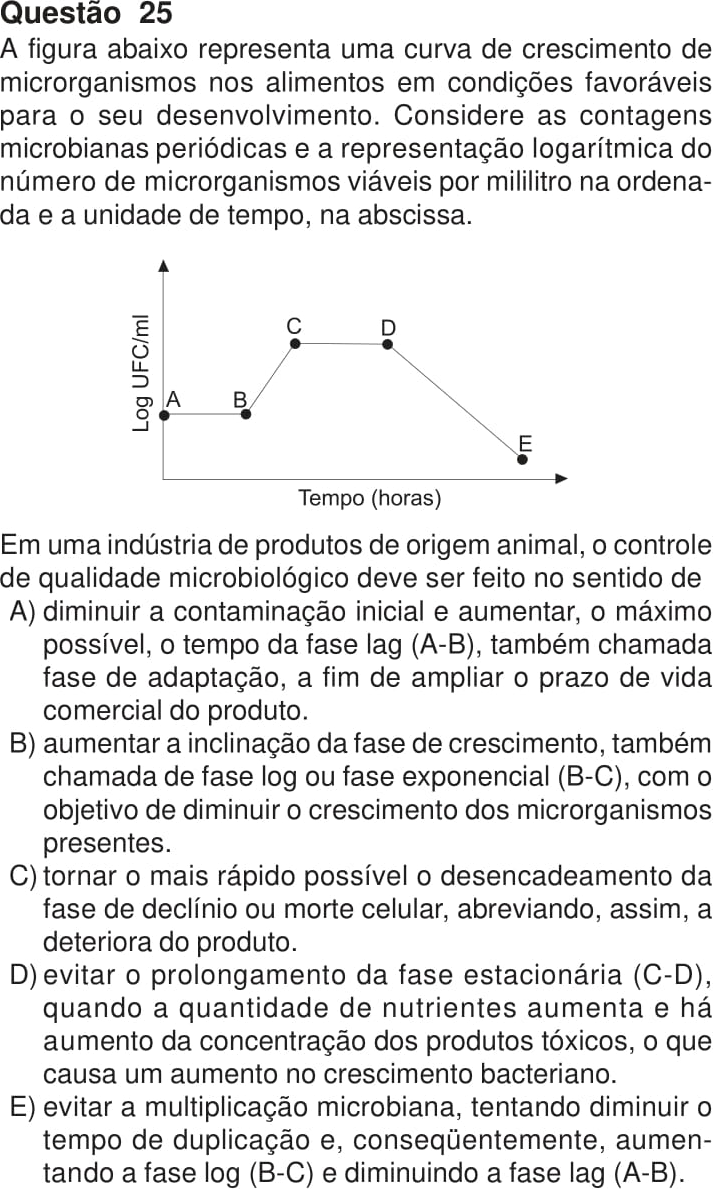 Questão 25
A figura abaixo representa uma curva de crescimento de
microrganismos nos alimentos em condições favoráveis
para o seu desenvolvimento. Considere as contagens
microbianas periódicas e a representação logarítmica do
número de microrganismos viáveis por mililitro na ordena-
da e a unidade de tempo, na abscissa.
C
D
A
B
E
Log UFC/ml
Tempo (horas)
Em uma indústria de produtos de origem animal, o controle
de qualidade microbiológico deve ser feito no sentido de
A) diminuir a contaminação inicial e aumentar, o máximo
possível, o tempo da fase lag (A-B), também chamada
fase de adaptação, a fim de ampliar o prazo de vida
comercial do produto.
B) aumentar a inclinação da fase de crescimento, também
chamada de fase log ou fase exponencial (B-C), com o
objetivo de diminuir o crescimento dos microrganismos
presentes.
C) tornar o mais rápido possível o desencadeamento da
fase de declínio ou morte celular, abreviando, assim, a
deteriora do produto.
D) evitar o prolongamento da fase estacionária (C-D),
quando a quantidade de nutrientes aumenta e há
aumento da concentração dos produtos tóxicos, o que
causa um aumento no crescimento bacteriano.
E) evitar a multiplicação microbiana, tentando diminuir o
tempo de duplicação e, conseqüentemente, aumen-
tando a fase log (B-C) e diminuindo a fase lag (A-B).